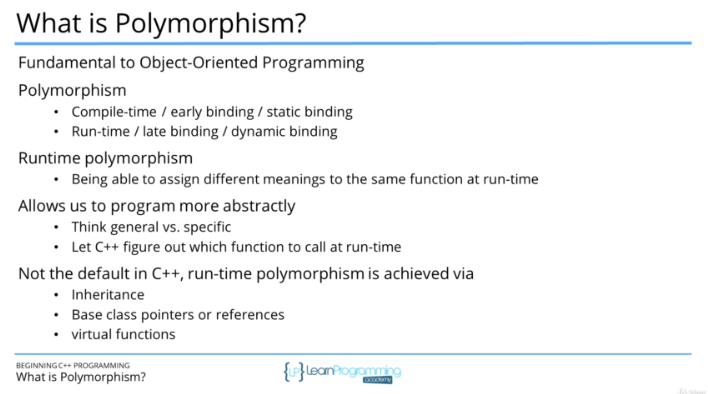 What is Polymorphism?
Fundamental to Object-Oriented Programming
Polymorphism
• Compile-time / early binding / static binding
• Run-time / late binding / dynamic binding
Runtime polymorphism
• Being able to assign different meanings to the same function at run-time
Allows us to program more abstractly
• Think general vs. specific
• Let C++ figure out which function to call at run-time
Not the default in C++, run-time polymorphism is achieved via
• Inheritance
• Base class pointers or references
• virtual functions
BEGINNING C++ PROGRAMMING
What is Polymorphism?
{LP} LearnProgramming
academy